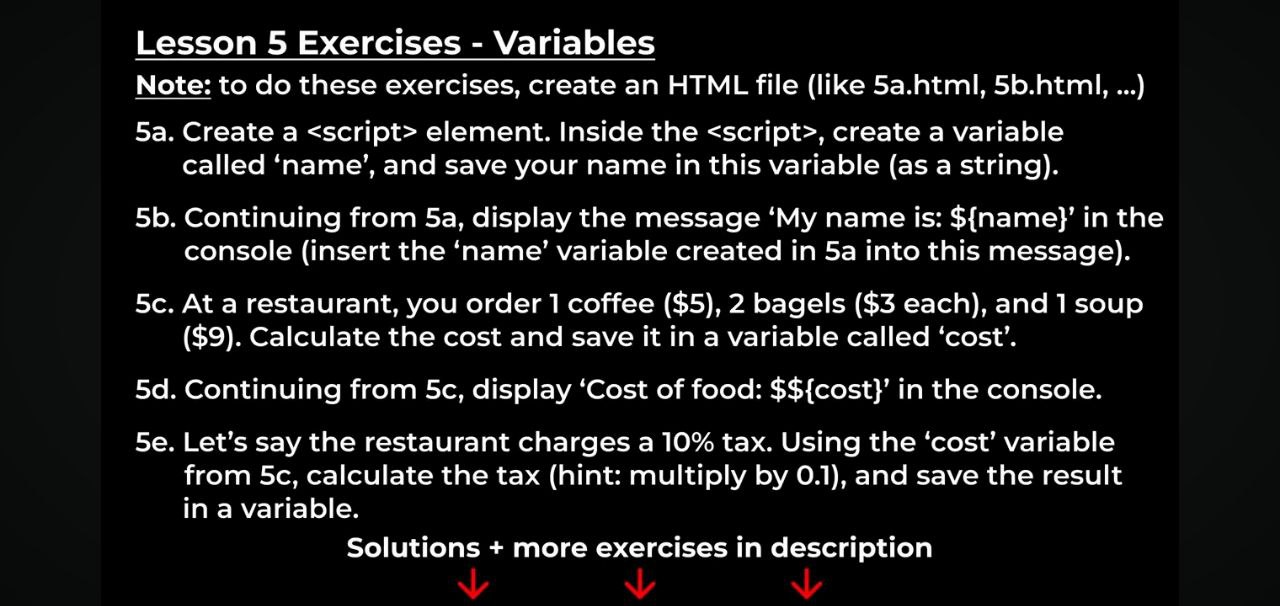 Lesson 5 Exercises - Variables
Note: to do these exercises, create an HTML file (like 5a.html, 5b.html, ...)
5a. Create a <script> element. Inside the <script>, create a variable
called ‘name’, and save your name in this variable (as a string).
5b. Continuing from 5a, display the message ‘My name is: ${name}’ in the
console (insert the ‘name’ variable created in 5a into this message).
5c. At a restaurant, you order 1 coffee ($5), 2 bagels ($3 each), and 1 soup
($9). Calculate the cost and save it in a variable called ‘cost’.
5d. Continuing from 5c, display ‘Cost of food: $${cost}’ in the console.
5e. Let’s say the restaurant charges a 10% tax. Using the ‘cost’ variable
from 5c, calculate the tax (hint: multiply by 0.1), and save the result
in a variable.
Solutions + more exercises in description